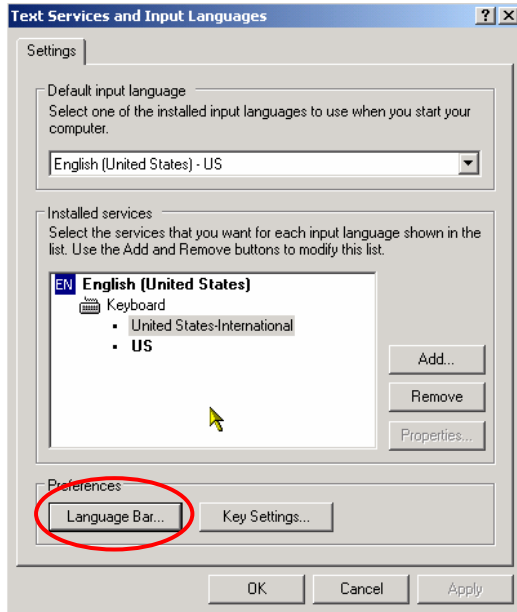 Text Services and Input Languages
Settings
Default input language
Select one of the installed input languages to use when you start your
computer.
English (United States) - US
Installed services
Select the services that you want for each input language shown in the
list. Use the Add and Remove buttons to modify this list.
EN English (United States)
Keyboard
United States-International
US
Add...
Remove
Properties...
Preferences
Language Bar...
Key Settings...
OK
Cancel
Apply